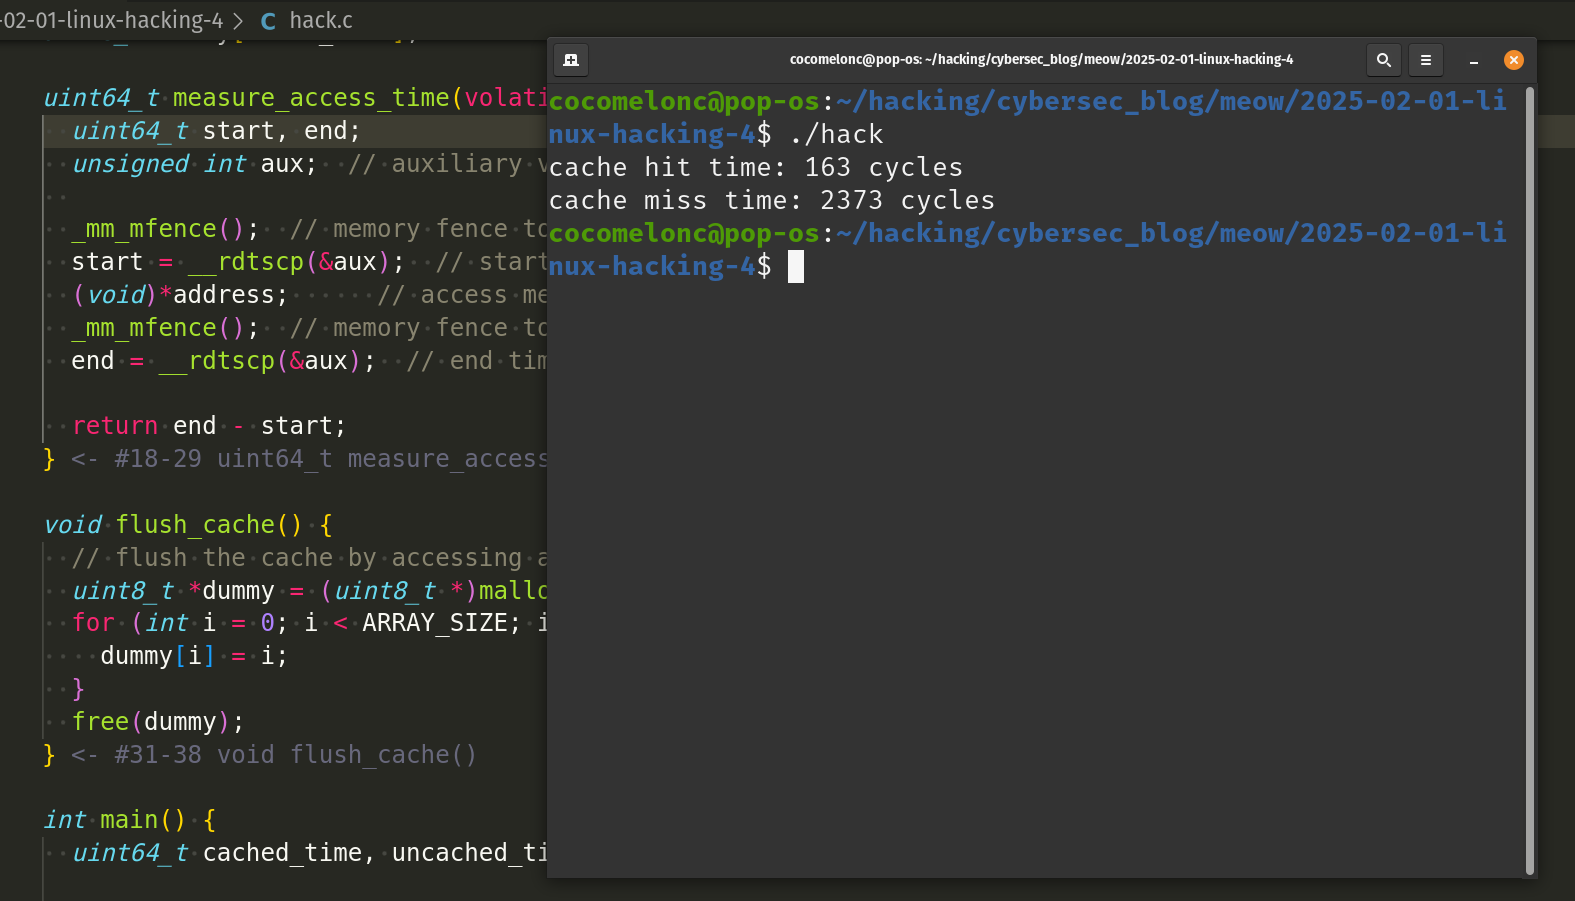 -02-01-linux-hacking-4 > C hack.c
uint64_t measure_access_time(volati
uint64_t start, end;
unsigned int aux; // auxiliary v
_mm_mfence(); // memory fence to
start = __rdtscp(&aux); // start
(void)*address; // access me
_mm_mfence(); // memory fence to
end = __rdtscp(&aux); // end tim
return end - start;
} <- #18-29 uint64_t measure_access
void flush_cache() {
// flush the cache by accessing a
uint8_t *dummy = (uint8_t *)mallo
for (int i = 0; i < ARRAY_SIZE; i
dummy[i] = i;
}
free(dummy);
} <- #31-38 void flush_cache()
int main() {
uint64_t cached_time, uncached_ti
cocomelonc@pop-os: ~/hacking/cybersec_blog/meow/2025-02-01-linux-hacking-4
cocomelonc@pop-os:~/hacking/cybersec_blog/meow/2025-02-01-li
nux-hacking-4$ ./hack
cache hit time: 163 cycles
cache miss time: 2373 cycles
cocomelonc@pop-os:~/hacking/cybersec_blog/meow/2025-02-01-li
nux-hacking-4$